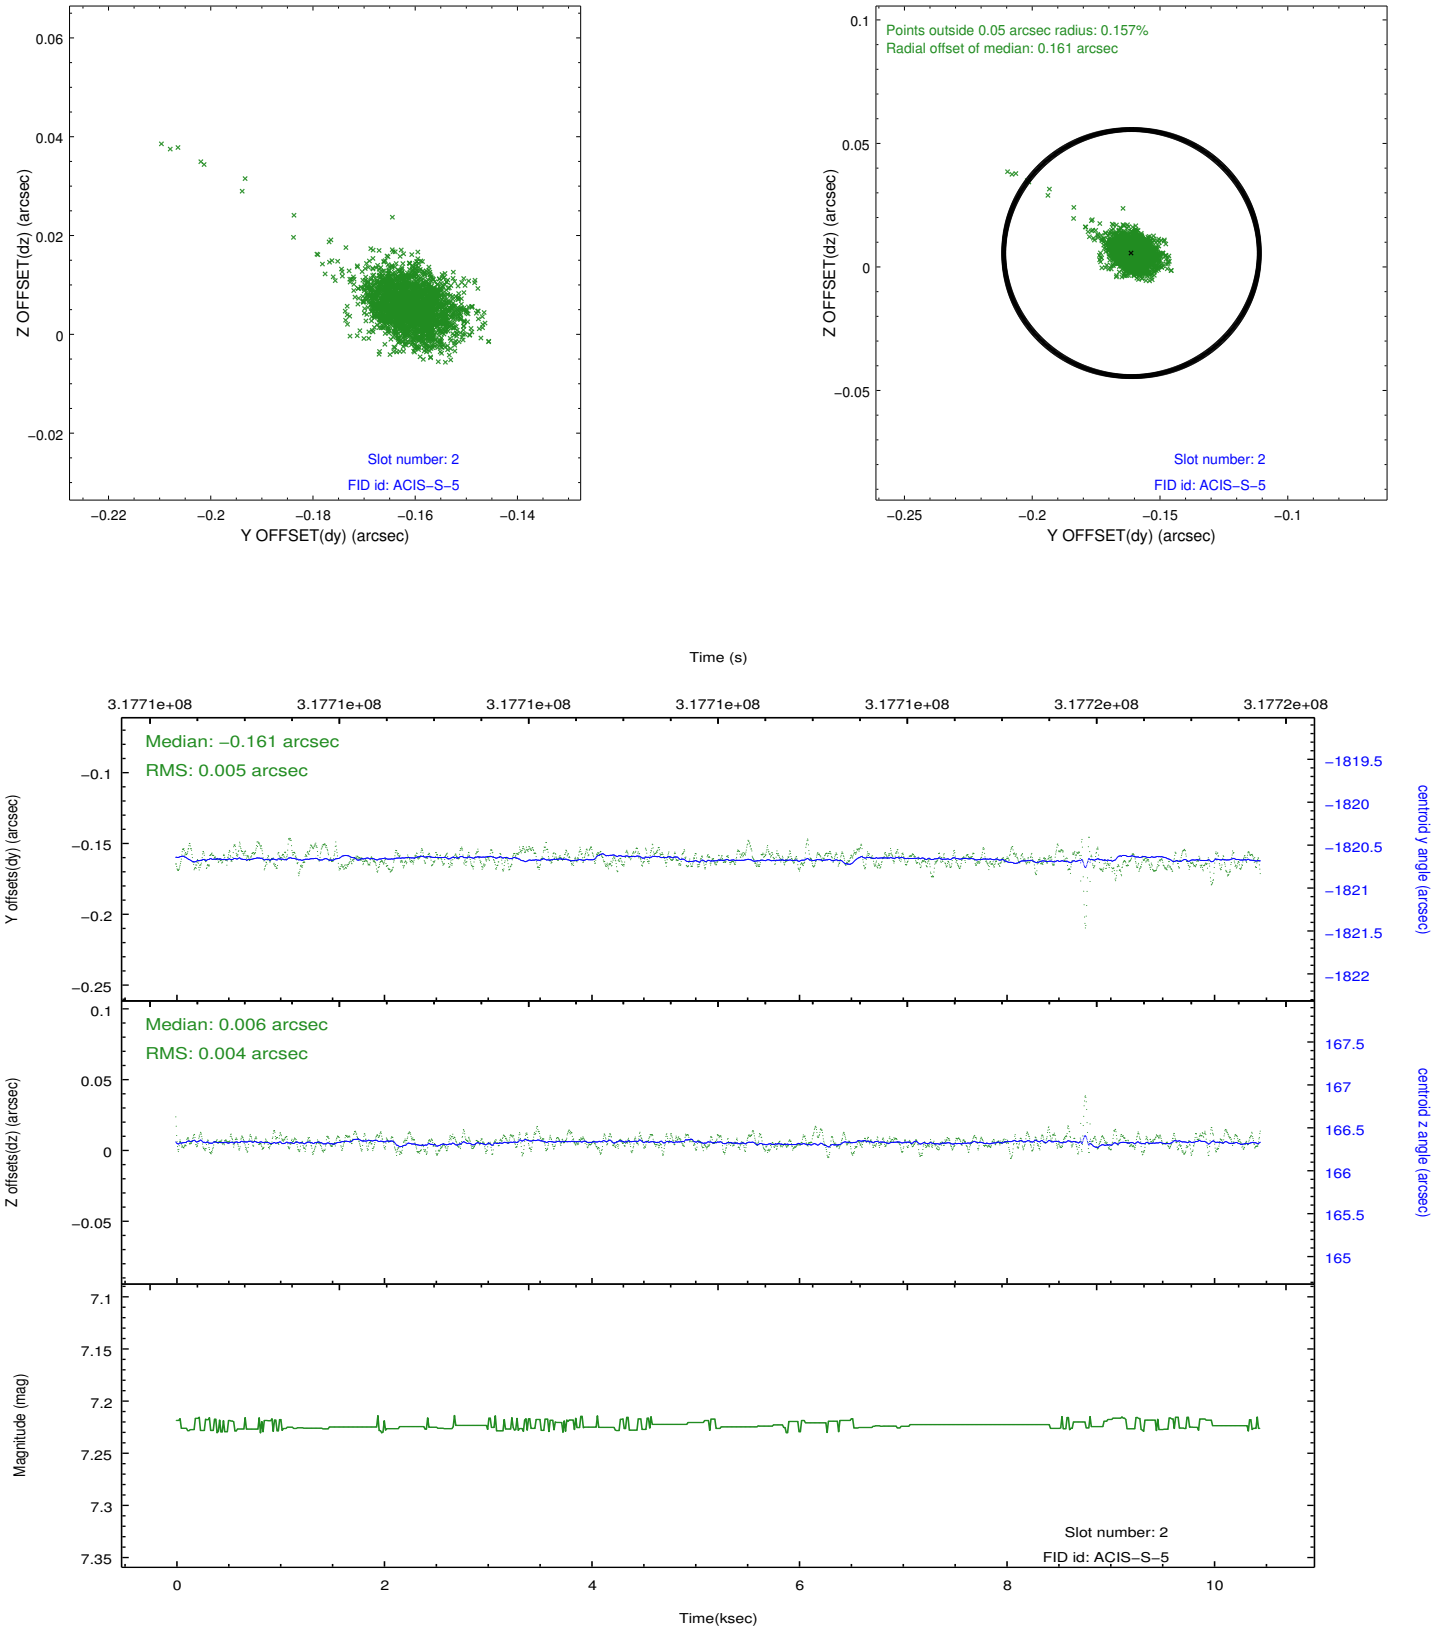 0.06
0.04
0.02
0
−0.02
Z OFFSET(dz) (arcsec)
Slot number: 2
FID id: ACIS−S−5
−0.22
−0.2
−0.18
−0.16
−0.14
Y OFFSET(dy) (arcsec)
Points outside 0.05 arcsec radius: 0.157%
Radial offset of median: 0.161 arcsec
0.1
0.05
0
−0.05
Z OFFSET(dz) (arcsec)
Slot number: 2
FID id: ACIS−S−5
−0.25
−0.2
−0.15
−0.1
Y OFFSET(dy) (arcsec)
Time (s)
3.1771e+08
3.1771e+08
3.1771e+08
3.1771e+08
3.1771e+08
3.1772e+08
3.1772e+08
Median: −0.161 arcsec
RMS: 0.005 arcsec
−0.1
−0.15
−0.2
−0.25
Y offsets(dy) (arcsec)
−1819.5
−1820
−1820.5
−1821
−1821.5
−1822
centroid y angle (arcsec)
Median: 0.006 arcsec
RMS: 0.004 arcsec
0.1
0.05
0
−0.05
Z offsets(dz) (arcsec)
167.5
167
166.5
166
165.5
165
centroid z angle (arcsec)
7.1
7.15
7.2
7.25
7.3
7.35
Magnitude (mag)
Slot number: 2
FID id: ACIS−S−5
0
2
4
6
8
10
Time(ksec)